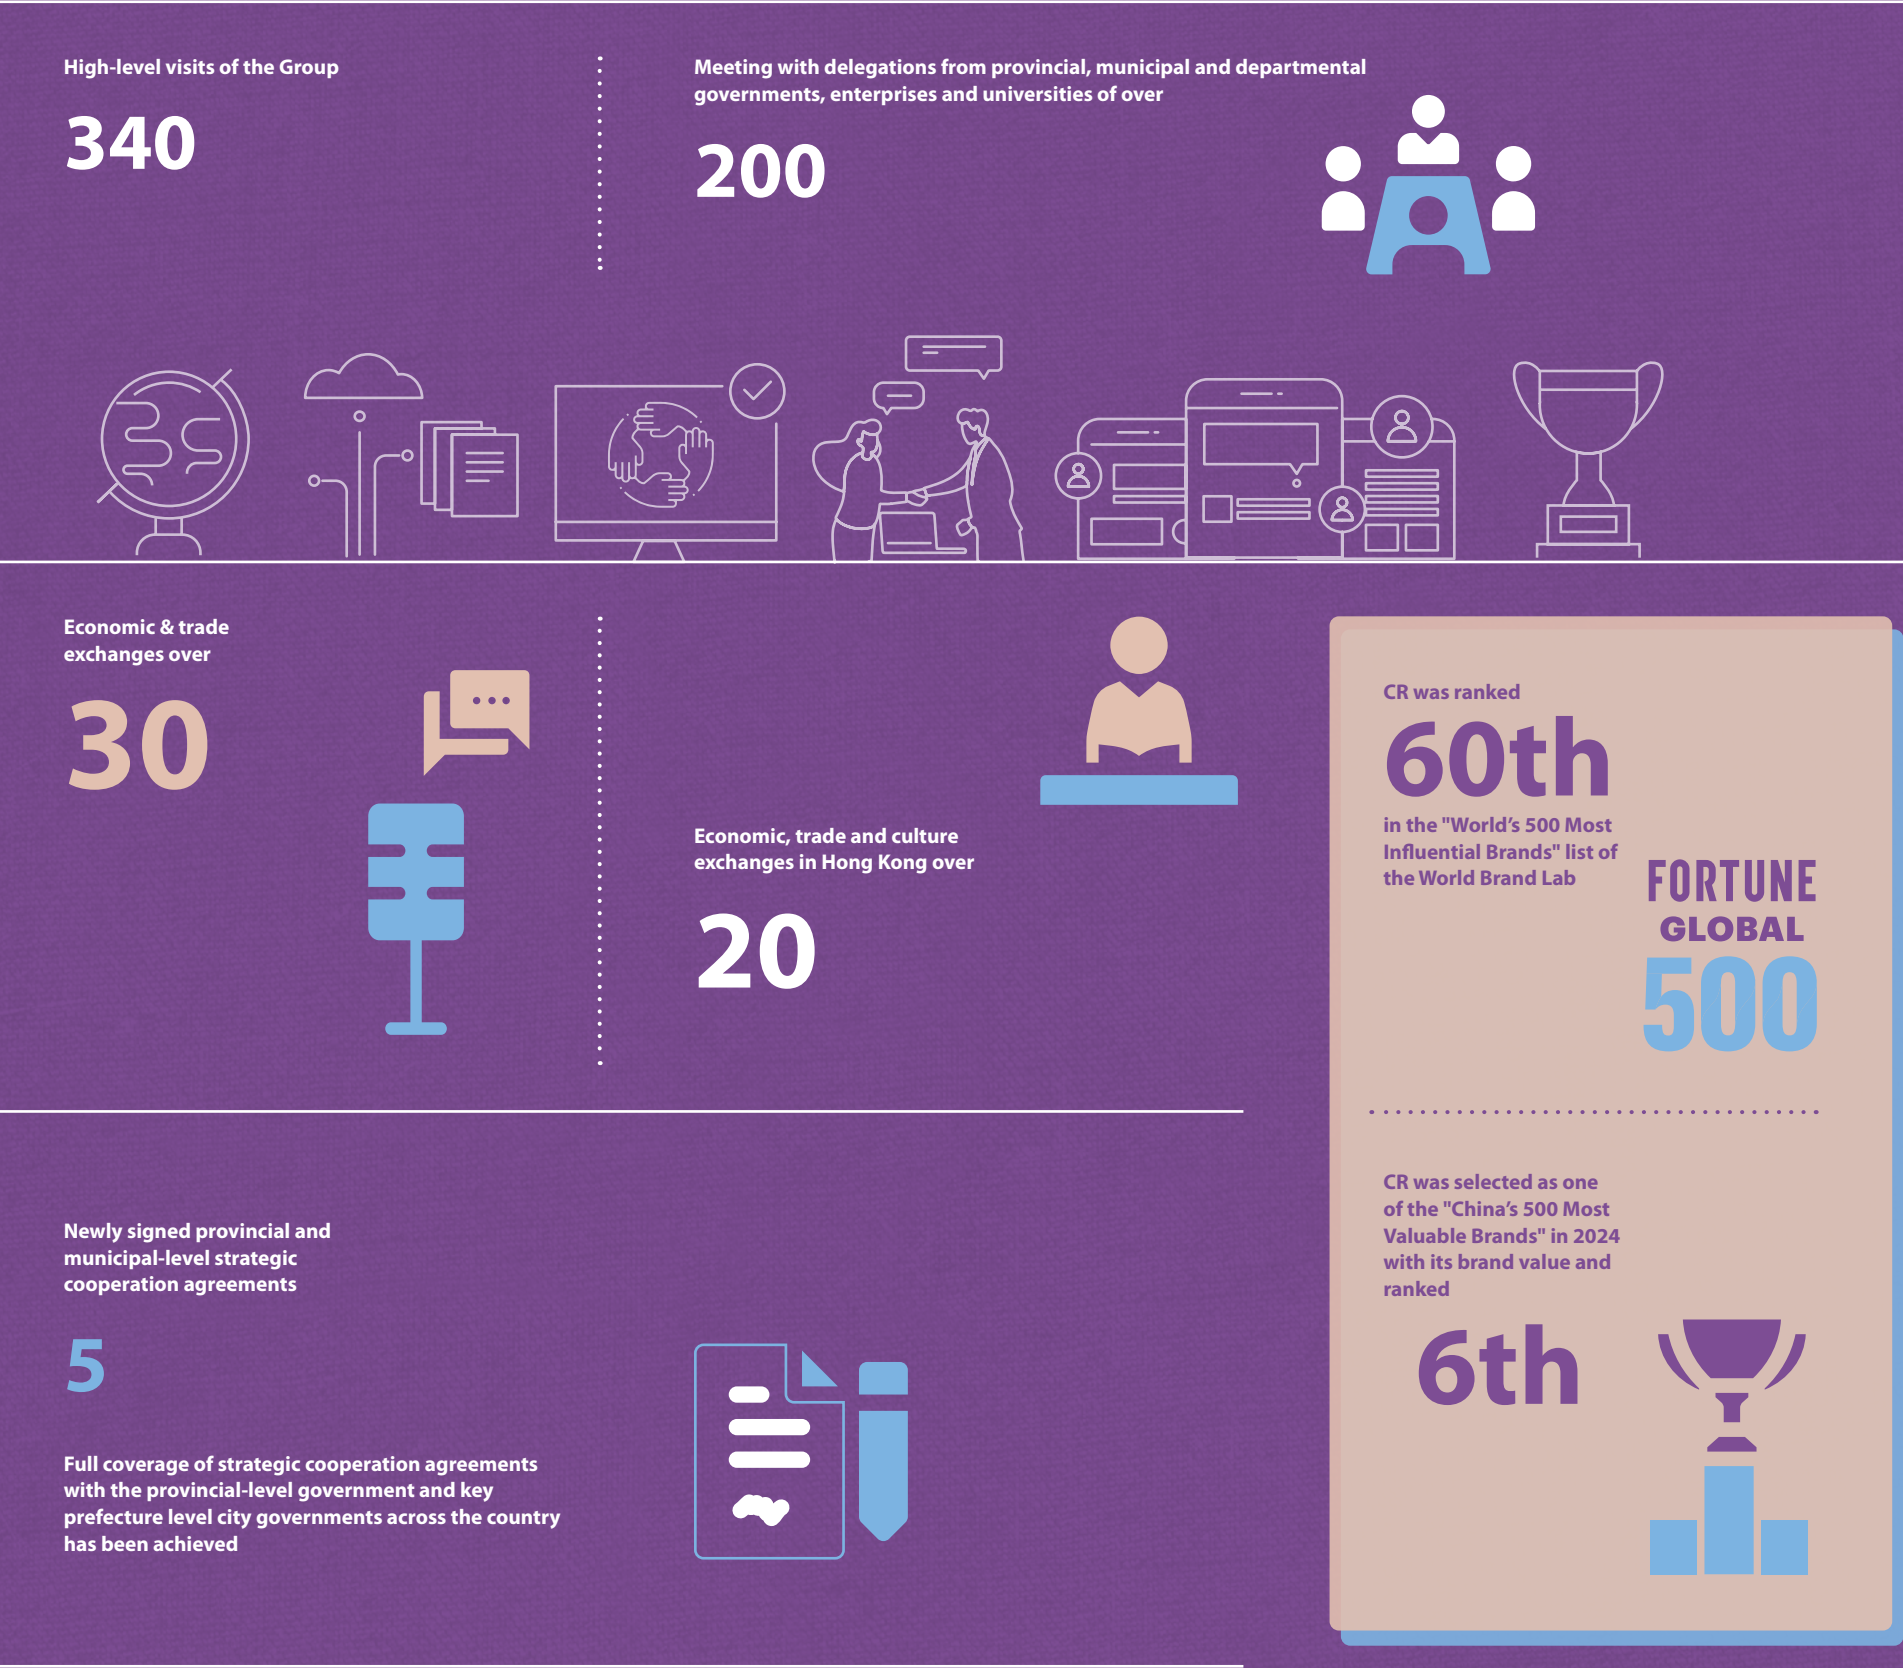 High-level visits of the Group
340
Meeting with delegations from provincial, municipal and departmental
governments, enterprises and universities of over
200
Economic & trade
exchanges over
30
Economic, trade and culture
exchanges in Hong Kong over
20
Newly signed provincial and
municipal-level strategic
cooperation agreements
5
Full coverage of strategic cooperation agreements
with the provincial-level government and key
prefecture level city governments across the country
has been achieved
CR was ranked
60th
in the "World’s 500 Most
Influential Brands" list of
the World Brand Lab
FORTUNE
GLOBAL
500
CR was selected as one
of the "China’s 500 Most
Valuable Brands" in 2024
with its brand value and
ranked
6th